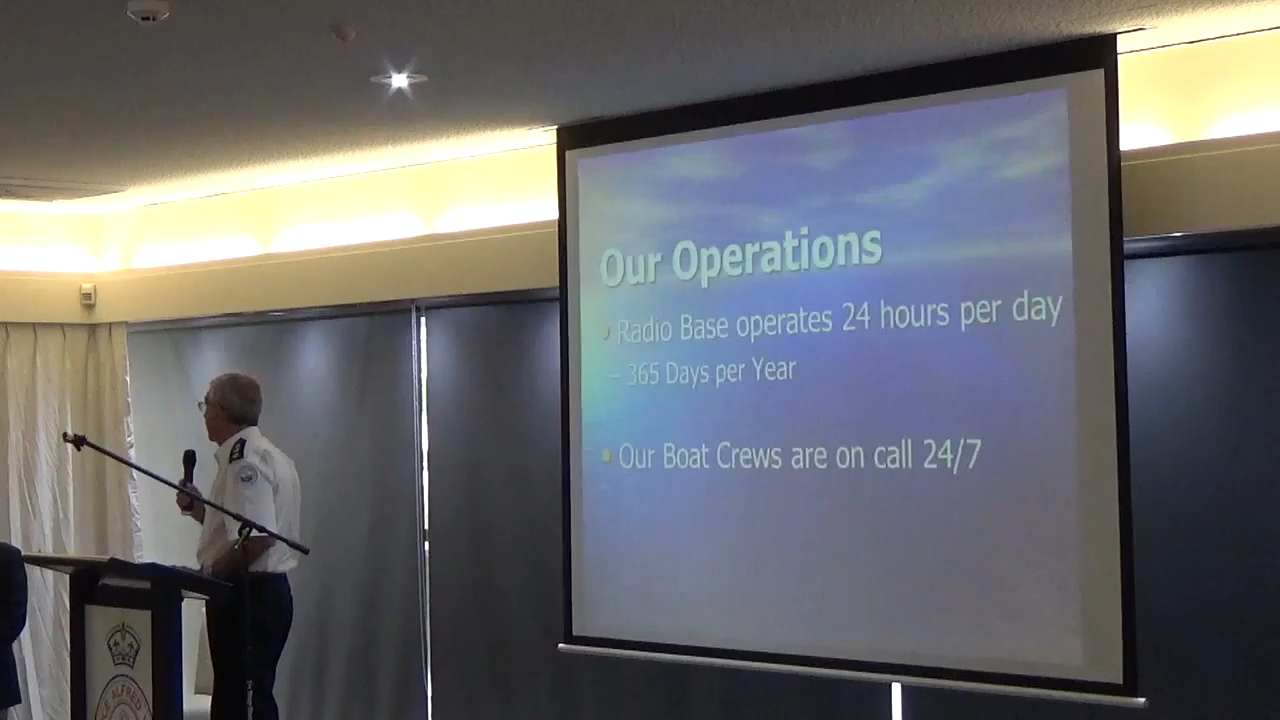 Our Operations
Radio Base operates 24 hours per day
– 365 Days per Year
Our Boat Crews are on call 24/7
ALFRED